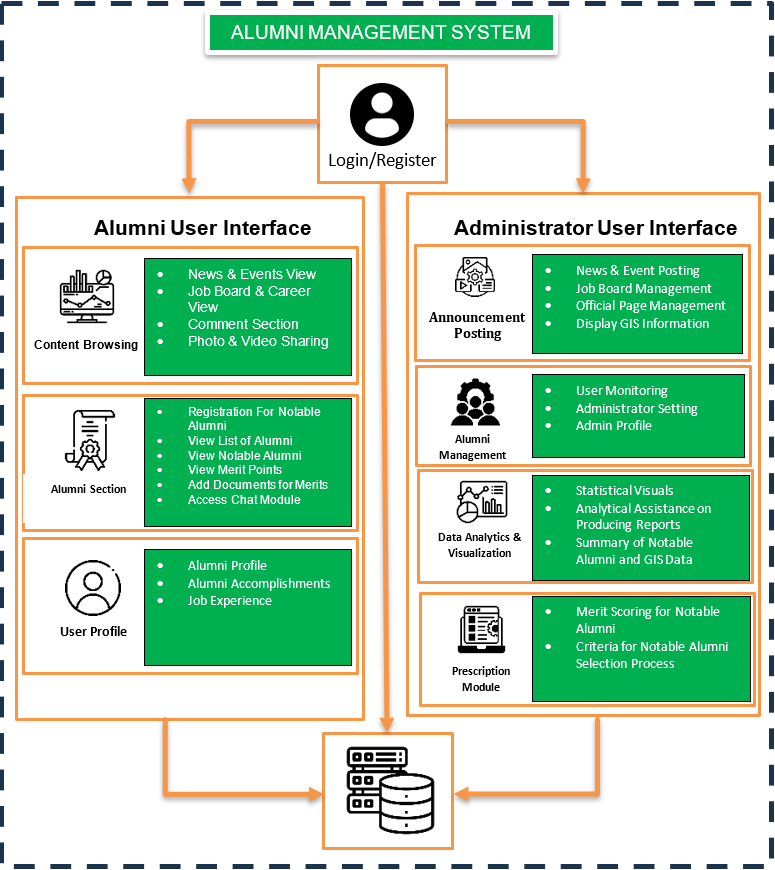 ALUMNI MANAGEMENT SYSTEM
Login/Register
Alumni User Interface
Content Browsing
• News & Events View
• Job Board & Career
View
• Comment Section
• Photo & Video Sharing
Alumni Section
• Registration For Notable
Alumni
• View List of Alumni
• View Notable Alumni
• View Merit Points
• Add Documents for Merits
• Access Chat Module
User Profile
• Alumni Profile
• Alumni Accomplishments
• Job Experience
Administrator User Interface
Announcement
Posting
• News & Event Posting
• Job Board Management
• Official Page Management
• Display GIS Information
Alumni
Management
• User Monitoring
• Administrator Setting
• Admin Profile
Data Analytics &
Visualization
• Statistical Visuals
• Analytical Assistance on
Producing Reports
• Summary of Notable
Alumni and GIS Data
Prescription
Module
• Merit Scoring for Notable
Alumni
• Criteria for Notable Alumni
Selection Process